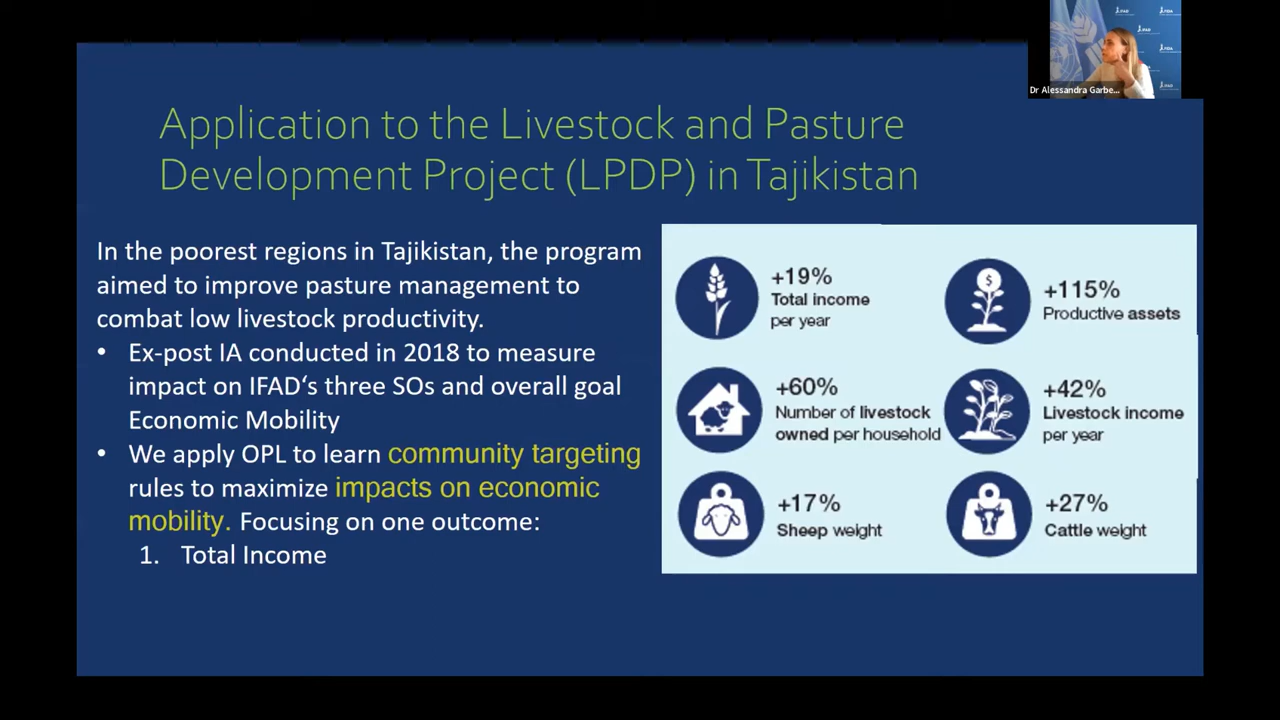 Dr Alessandra Garbe...
Application to the Livestock and Pasture
Development Project (LPDP) in Tajikistan
In the poorest regions in Tajikistan, the program
aimed to improve pasture management to
combat low livestock productivity.
• Ex-post IA conducted in 2018 to measure
impact on IFAD‘s three SOs and overall goal
Economic Mobility
• We apply OPL to learn community targeting
rules to maximize impacts on economic
mobility. Focusing on one outcome:
1. Total Income
+19%
Total income
per year
+115%
Productive assets
+60%
Number of livestock
owned per household
+42%
Livestock income
per year
+17%
Sheep weight
+27%
Cattle weight